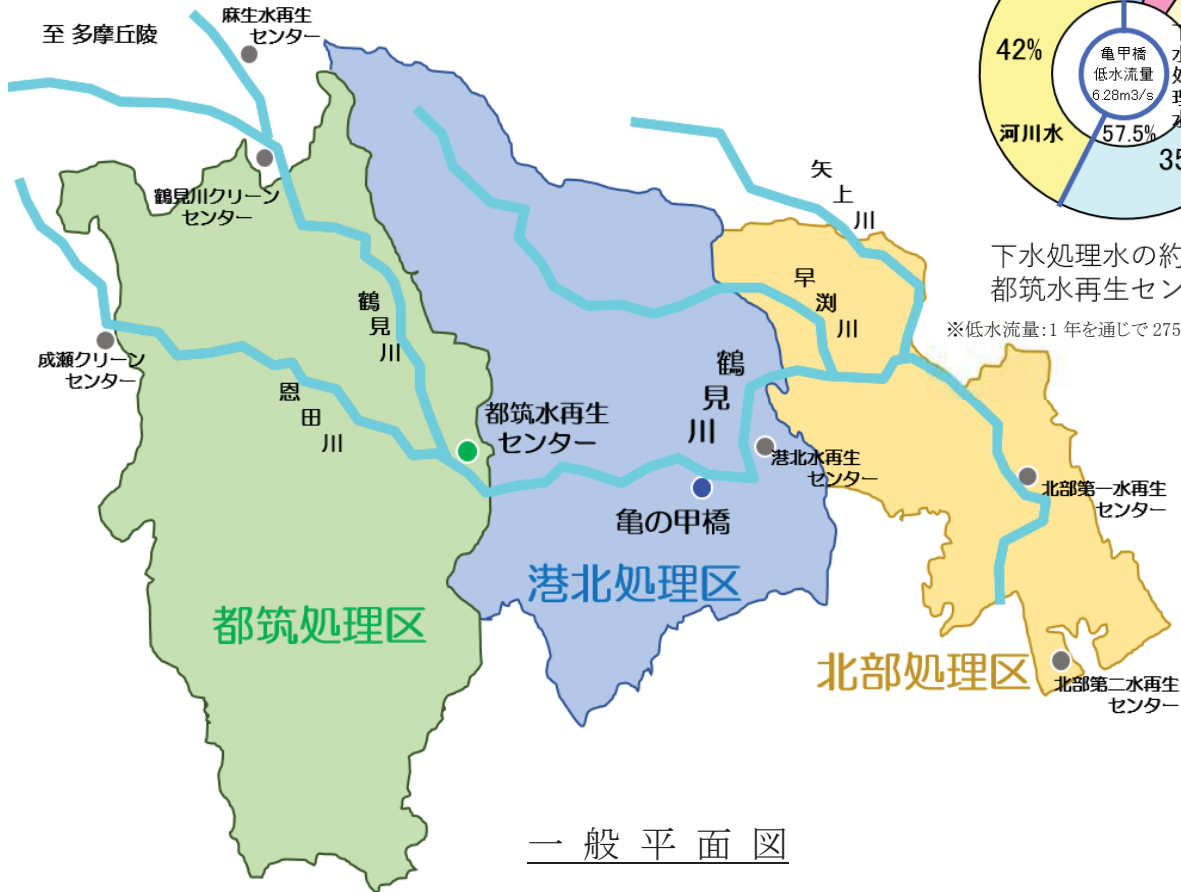 至 多摩丘陵
麻生水再生
センター
鶴見川クリーン
センター
鶴見川
成瀬クリーン
センター
恩田川
都筑水再生
センター
都筑処理区
矢上川
早渕川
鶴見川
港北水再生
センター
亀の甲橋
港北処理区
北部第一水再生
センター
北部処理区
北部第二水再生
センター
42%
河川水
亀甲橋
低水流量
6.28m3/s
下水処理水
57.5%
35
下水処理水の約
都筑水再生セン
※低水流量:1年を通じで275
一般平面図